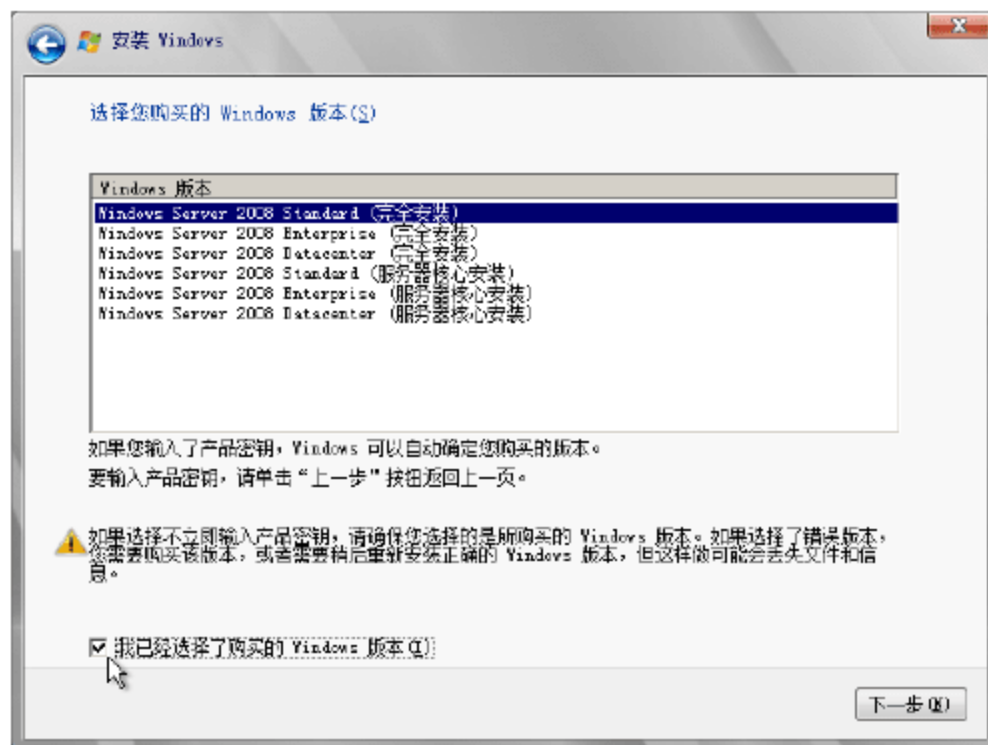 安装 Windows
选择您购买的 Windows 版本(S)
Windows 版本
Windows Server 2008 Standard (完全安装)
Windows Server 2008 Enterprise (完全安装)
Windows Server 2008 Datacenter (完全安装)
Windows Server 2008 Standard (服务器核心安装)
Windows Server 2008 Enterprise (服务器核心安装)
Windows Server 2008 Datacenter (服务器核心安装)
如果您输入了产品密钥，Windows 可以自动确定您购买的版本。
要输入产品密钥，请单击“上一步”按钮返回上一页。
如果选择不立即输入产品密钥，请确保您选择的是所购买的 Windows 版本。如果选择了错误版本，
您需要购买该版本，或者需要稍后重新安装正确的 Windows 版本，但这样做可能会丢失文件和信
息。
我已经选择了购买的 Windows 版本(I)
下一步(N)